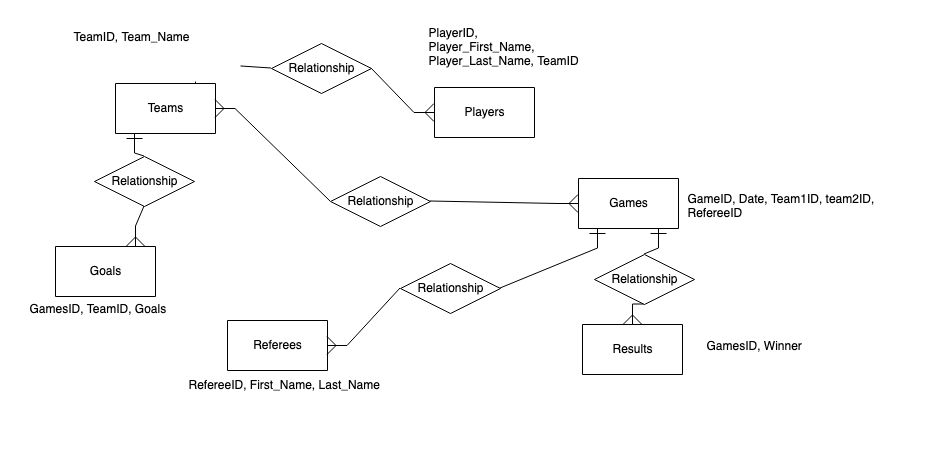 TeamID, Team_Name
PlayerID,
Player_First_Name,
Player_Last_Name, TeamID
Relationship
Teams
Players
Relationship
Relationship
Games
GameID, Date, Team1ID, team2ID,
RefereeID
Goals
GamesID, TeamID, Goals
Relationship
Relationship
Referees
RefereeID, First_Name, Last_Name
Results
GamesID, Winner